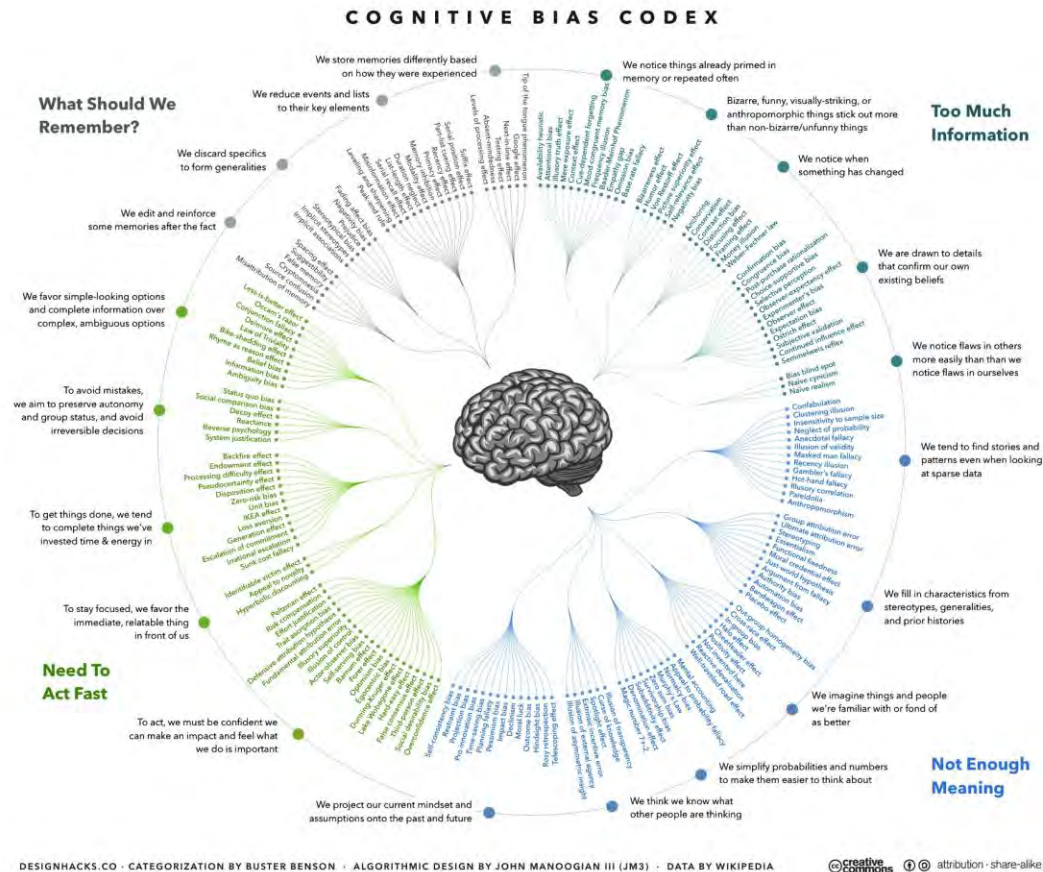 COGNITIVE BIAS CODEX
What Should We
Remember?
We store memories differently based
on how they were experienced
We reduce events and lists
to their key elements
We discard specifics
to form generalities
We edit and reinforce
some memories after the fact
Tip of the tongue phenomenon
Google effect
Next-in-line effect
Testing effect
Absent-mindedness
Levels of processing effect
Suffix effect
Serial position effect
Part-list cueing effect
Recency effect
Primacy effect
Memory inhibition
Modality effect
Duration neglect
List-length effect
Serial recall effect
Misinformation effect
Leveling and sharpening
Peak-end rule
Fading affect bias
Negativity bias
Prejudice
Stereotypical bias
Implicit stereotypes
Implicit associations
Spacing effect
Suggestibility
False memory
Cryptomnesia
Source confusion
Misattribution of memory
Too Much
Information
We notice things already primed in
memory or repeated often
Bizarre, funny, visually-striking, or
anthropomorphic things stick out more
than non-bizarre/unfunny things
We notice when
something has changed
We are drawn to details
that confirm our own
existing beliefs
We notice flaws in others
more easily than than we
notice flaws in ourselves
Availability heuristic
Attentional bias
Illusory truth effect
Mere exposure effect
Context effect
Cue-dependent forgetting
Mood-congruent memory bias
Frequency illusion
Baader-Meinhof Phenomenon
Empathy gap
Omission bias
Base rate fallacy
Bizarreness effect
Humor effect
Von Restorff effect
Picture superiority effect
Self-relevance effect
Negativity bias
Anchoring
Conservatism
Contrast effect
Distinction bias
Focusing effect
Framing effect
Money illusion
Weber–Fechner law
Confirmation bias
Congruence bias
Post-purchase rationalization
Choice-supportive bias
Selective perception
Observer-expectancy effect
Experimenter's bias
Observer effect
Expectation bias
Ostrich effect
Subjective validation
Continued influence effect
Semmelweis reflex
Bias blind spot
Naïve cynicism
Naïve realism
We tend to find stories and
patterns even when looking
at sparse data
We fill in characteristics from
stereotypes, generalities,
and prior histories
We imagine things and people
we're familiar with or fond of
as better
We simplify probabilities and numbers
to make them easier to think about
We think we know what
other people are thinking
We project our current mindset and
assumptions onto the past and future
Not Enough
Meaning
Confabulation
Clustering illusion
Insensitivity to sample size
Neglect of probability
Anecdotal fallacy
Illusion of validity
Masked man fallacy
Recency illusion
Gambler's fallacy
Hot-hand fallacy
Illusory correlation
Pareidolia
Anthropomorphism
Group attribution error
Ultimate attribution error
Stereotyping
Essentialism
Functional fixedness
Moral credential effect
Just-world hypothesis
Argument from fallacy
Authority bias
Automation bias
Bandwagon effect
Placebo effect
Out-group homogeneity bias
Cross-race effect
In-group bias
Halo effect
Cheerleader effect
Positivity effect
Not invented here
Reactive devaluation
Well-traveled road effect
Mental accounting
Appeal to probability fallacy
Normalcy bias
Murphy's Law
Zero sum bias
Survivorship bias
Subadditivity effect
Denomination effect
Magic number 7+-2
Illusion of transparency
Curse of knowledge
Spotlight effect
Extrinsic incentive error
Illusion of external agency
Illusion of asymmetric insight
Telescoping effect
Rosy retrospection
Hindsight bias
Outcome bias
Moral luck
Declinism
Impact bias
Pessimism bias
Planning fallacy
Time-saving bias
Pro-innovation bias
Projection bias
Restraint bias
Self-consistency bias
Need To
Act Fast
We favor simple-looking options
and complete information over
complex, ambiguous options
To avoid mistakes,
we aim to preserve autonomy
and group status, and avoid
irreversible decisions
To get things done, we tend
to complete things we've
invested time & energy in
To stay focused, we favor the
immediate, relatable thing
in front of us
To act, we must be confident we
can make an impact and feel what
we do is important
Less-is-better effect
Occam's razor
Conjunction fallacy
Delmore effect
Law of Triviality
Bike-shedding effect
Rhyme as reason effect
Belief bias
Information bias
Ambiguity bias
Status quo bias
Social comparison bias
Decoy effect
Reactance
Reverse psychology
System justification
Backfire effect
Endowment effect
Processing difficulty effect
Pseudocertainty effect
Disposition effect
Zero-risk bias
Unit bias
IKEA effect
Loss aversion
Generation effect
Escalation of commitment
Irrational escalation
Sunk cost fallacy
Identifiable victim effect
Appeal to novelty
Hyperbolic discounting
Peltzman effect
Risk compensation
Effort justification
Trait ascription bias
Defensive attribution hypothesis
Fundamental attribution error
Illusory superiority
Illusion of control
Actor-observer bias
Self-serving bias
Barnum effect
Forer effect
Optimism bias
Egocentric bias
Dunning-Kruger effect
Lake Wobegone effect
Hard-easy effect
False consensus effect
Third-person effect
Social desirability bias
Overconfidence effect
DESIGNHACKS.CO · CATEGORIZATION BY BUSTER BENSON · ALGORITHMIC DESIGN BY JOHN MANOOGIAN III (JM3) · DATA BY WIKIPEDIA
cc creative commons attribution · share-alike